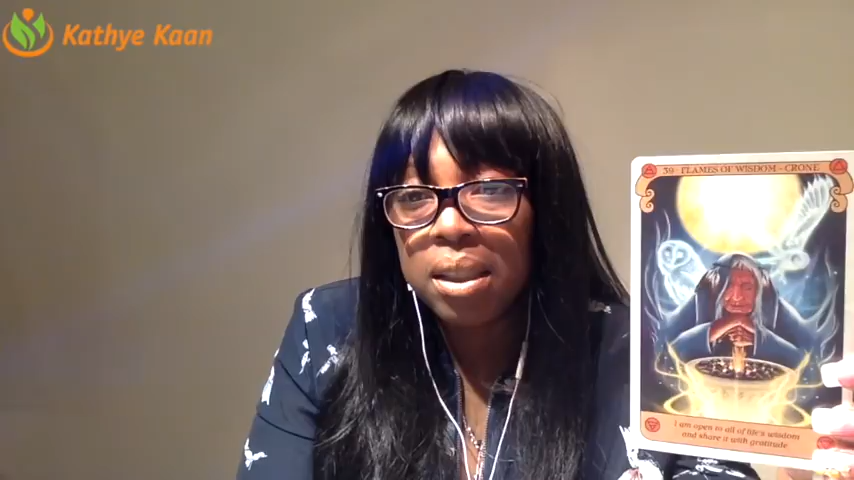 Kathye Kaan
39 FLAMES OF WISDOM - CRONE
I am open to all of life's wisdom
and share it with gratitude